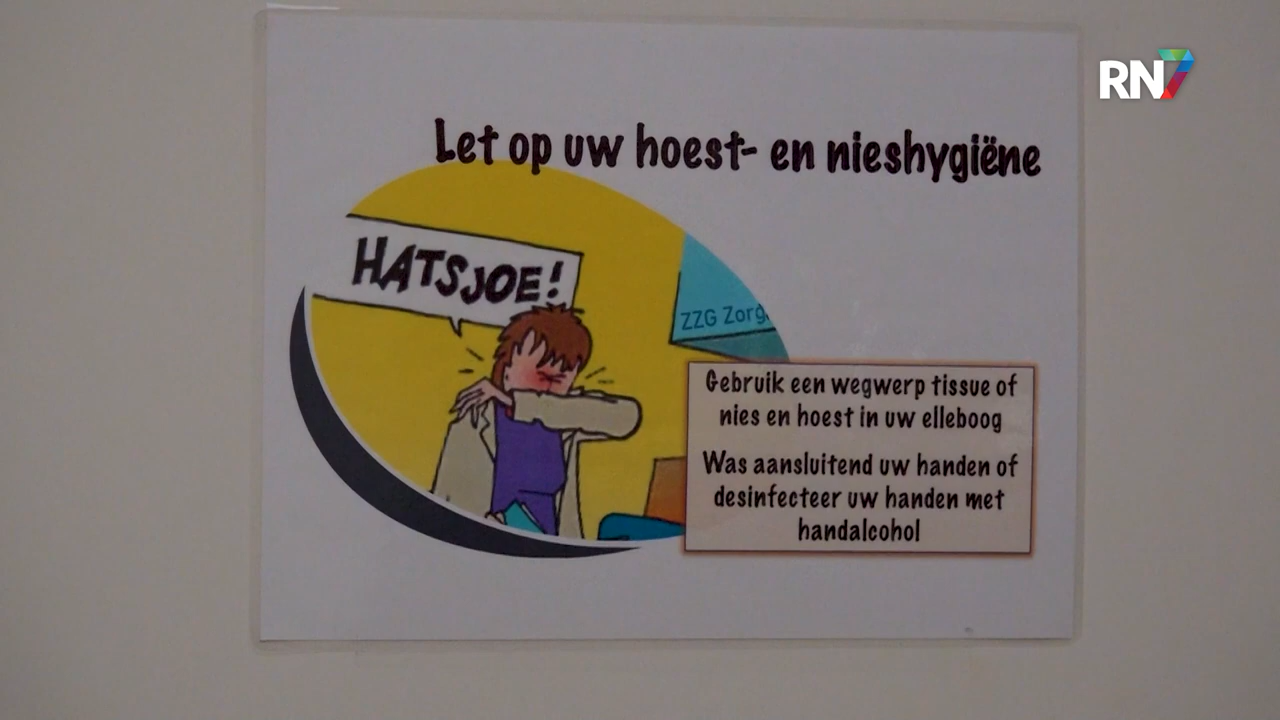 RN7
Let op uw hoest- en nieshygiëne
HATSJOE!
ZZG Zorg
Gebruik een wegwerp tissue of
nies en hoest in uw elleboog
Was aansluitend uw handen of
desinfecteer uw handen met
handalcohol